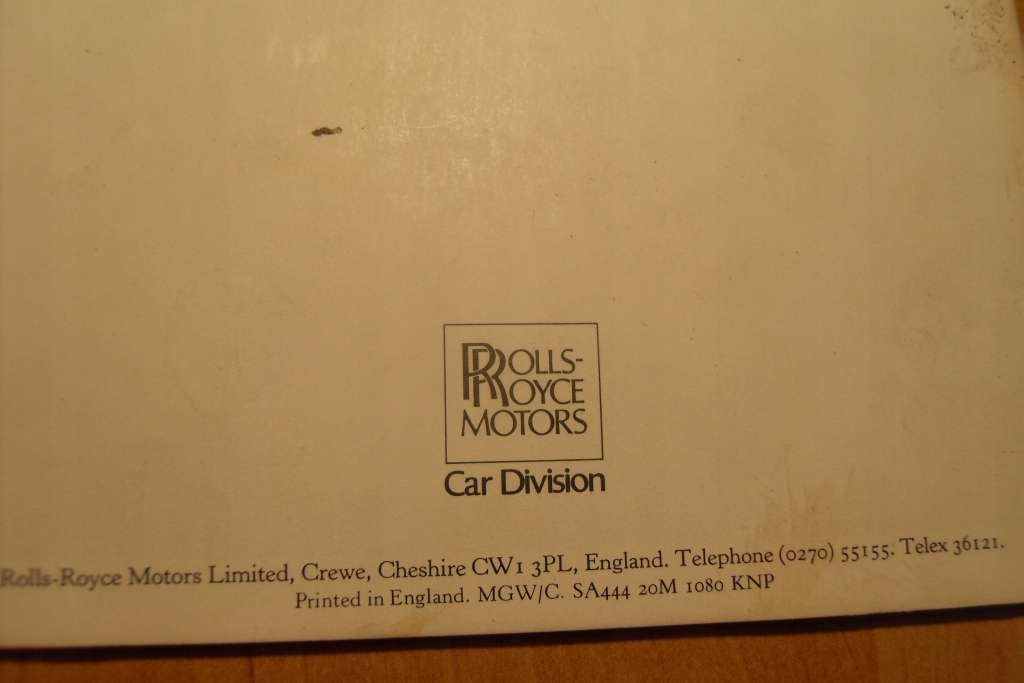 ROLLS-
ROYCE
MOTORS
Car Division
Rolls-Royce Motors Limited, Crewe, Cheshire CW1 3PL, England. Telephone (0270) 55155. Telex 36121.
Printed in England. MGW/C. SA444 20M 1080 KNP